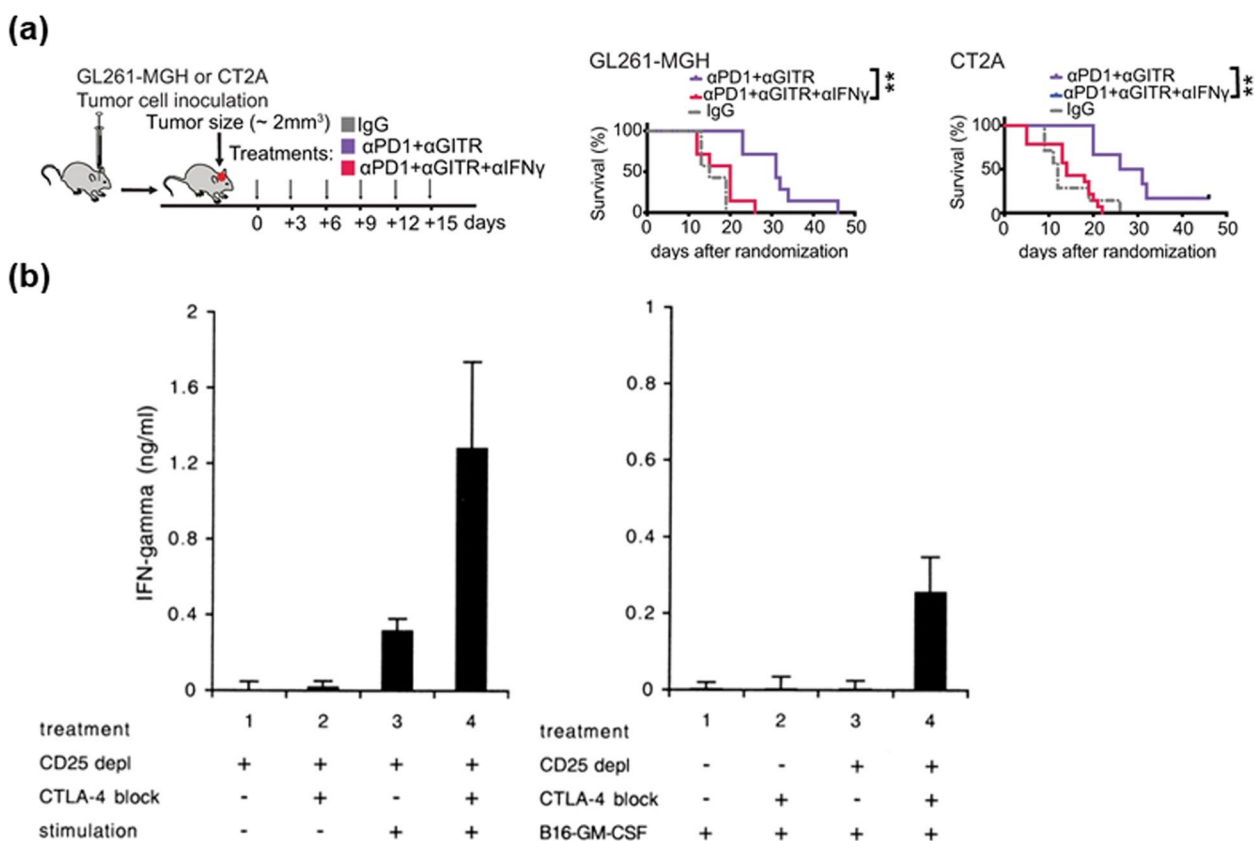 (a)
GL261-MGH or CT2A
Tumor cell inoculation
Tumor size (~ 2mm³)
Treatments:
IgG
αPD1+αGITR
αPD1+αGITR+αIFNγ
0 +3 +6 +9 +12 +15 days
GL261-MGH
αPD1+αGITR
αPD1+αGITR+αIFNγ
IgG
**
Survival (%)
100
50
0
0 10 20 30 40 50
days after randomization
CT2A
αPD1+αGITR
αPD1+αGITR+αIFNγ
IgG
**
Survival (%)
100
50
0
0 10 20 30 40 50
days after randomization
(b)
IFN-gamma (ng/ml)
2
1.6
1.2
0.8
0.4
0
treatment 1 2 3 4
CD25 depl + + + +
CTLA-4 block - + - +
stimulation - - + +
1
0.8
0.6
0.4
0.2
0
treatment 1 2 3 4
CD25 depl - - + +
CTLA-4 block - + - +
B16-GM-CSF + + + +